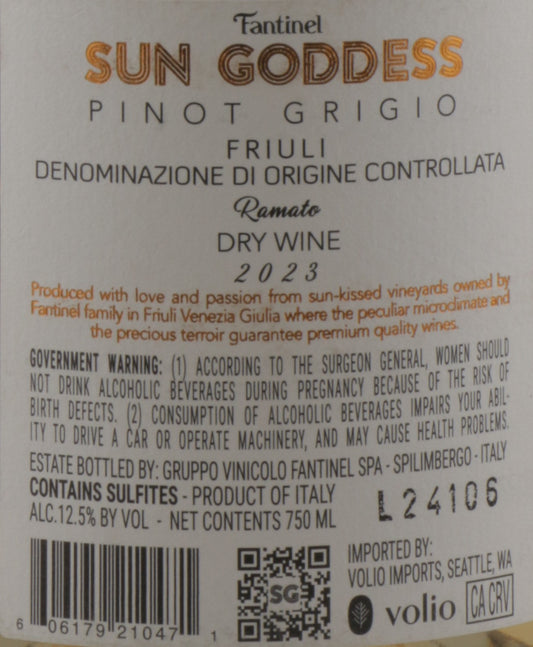 Fantinel
SUN GODDESS
PINOT GRIGIO
FRIULI
DENOMINAZIONE DI ORIGINE CONTROLLATA
Ramato
DRY WINE
2023
Produced with love and passion from sun-kissed vineyards owned by
Fantinel family in Friuli Venezia Giulia where the peculiar microclimate and
the precious terroir guarantee premium quality wines.
GOVERNMENT WARNING: (1) ACCORDING TO THE SURGEON GENERAL, WOMEN SHOULD
NOT DRINK ALCOHOLIC BEVERAGES DURING PREGNANCY BECAUSE OF THE RISK OF
BIRTH DEFECTS. (2) CONSUMPTION OF ALCOHOLIC BEVERAGES IMPAIRS YOUR ABIL-
ITY TO DRIVE A CAR OR OPERATE MACHINERY, AND MAY CAUSE HEALTH PROBLEMS.
ESTATE BOTTLED BY: GRUPPO VINICOLO FANTINEL SPA - SPILIMBERGO - ITALY
CONTAINS SULFITES - PRODUCT OF ITALY
ALC.12.5% BY VOL - NET CONTENTS 750 ML
L24106
IMPORTED BY:
VOLIO IMPORTS, SEATTLE, WA
volio CA CRV
SG
6 06179 21047 1